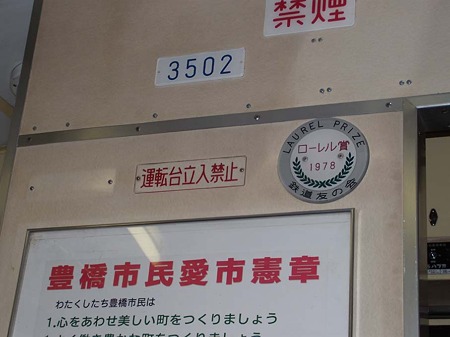 禁煙
3502
LAUREL PRIZE
ローレル賞
1978
鉄道友の会
運転台立入禁止
豊橋市民愛市憲章
わたくしたち豊橋市民は
1.心をあわせ美しい町をつくりましょう